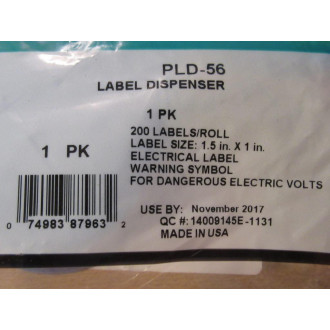 PLD-56
LABEL DISPENSER
1 PK
200 LABELS/ROLL
LABEL SIZE: 1.5 in. X 1 in.
ELECTRICAL LABEL
WARNING SYMBOL
FOR DANGEROUS ELECTRIC VOLTS
1 PK
0 74983 87963 2
USE BY: November 2017
QC #: 14009145E-1131
MADE IN USA